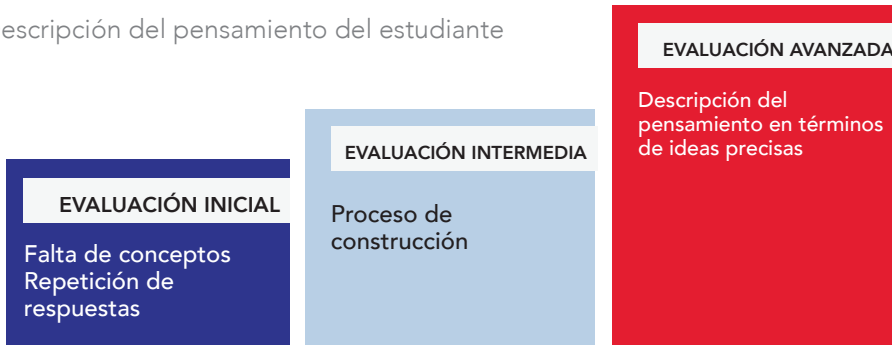 escripción del pensamiento del estudiante
EVALUACIÓN AVANZADA
Descripción del
pensamiento en términos
de ideas precisas
EVALUACIÓN INTERMEDIA
Proceso de
construcción
EVALUACIÓN INICIAL
Falta de conceptos
Repetición de
respuestas